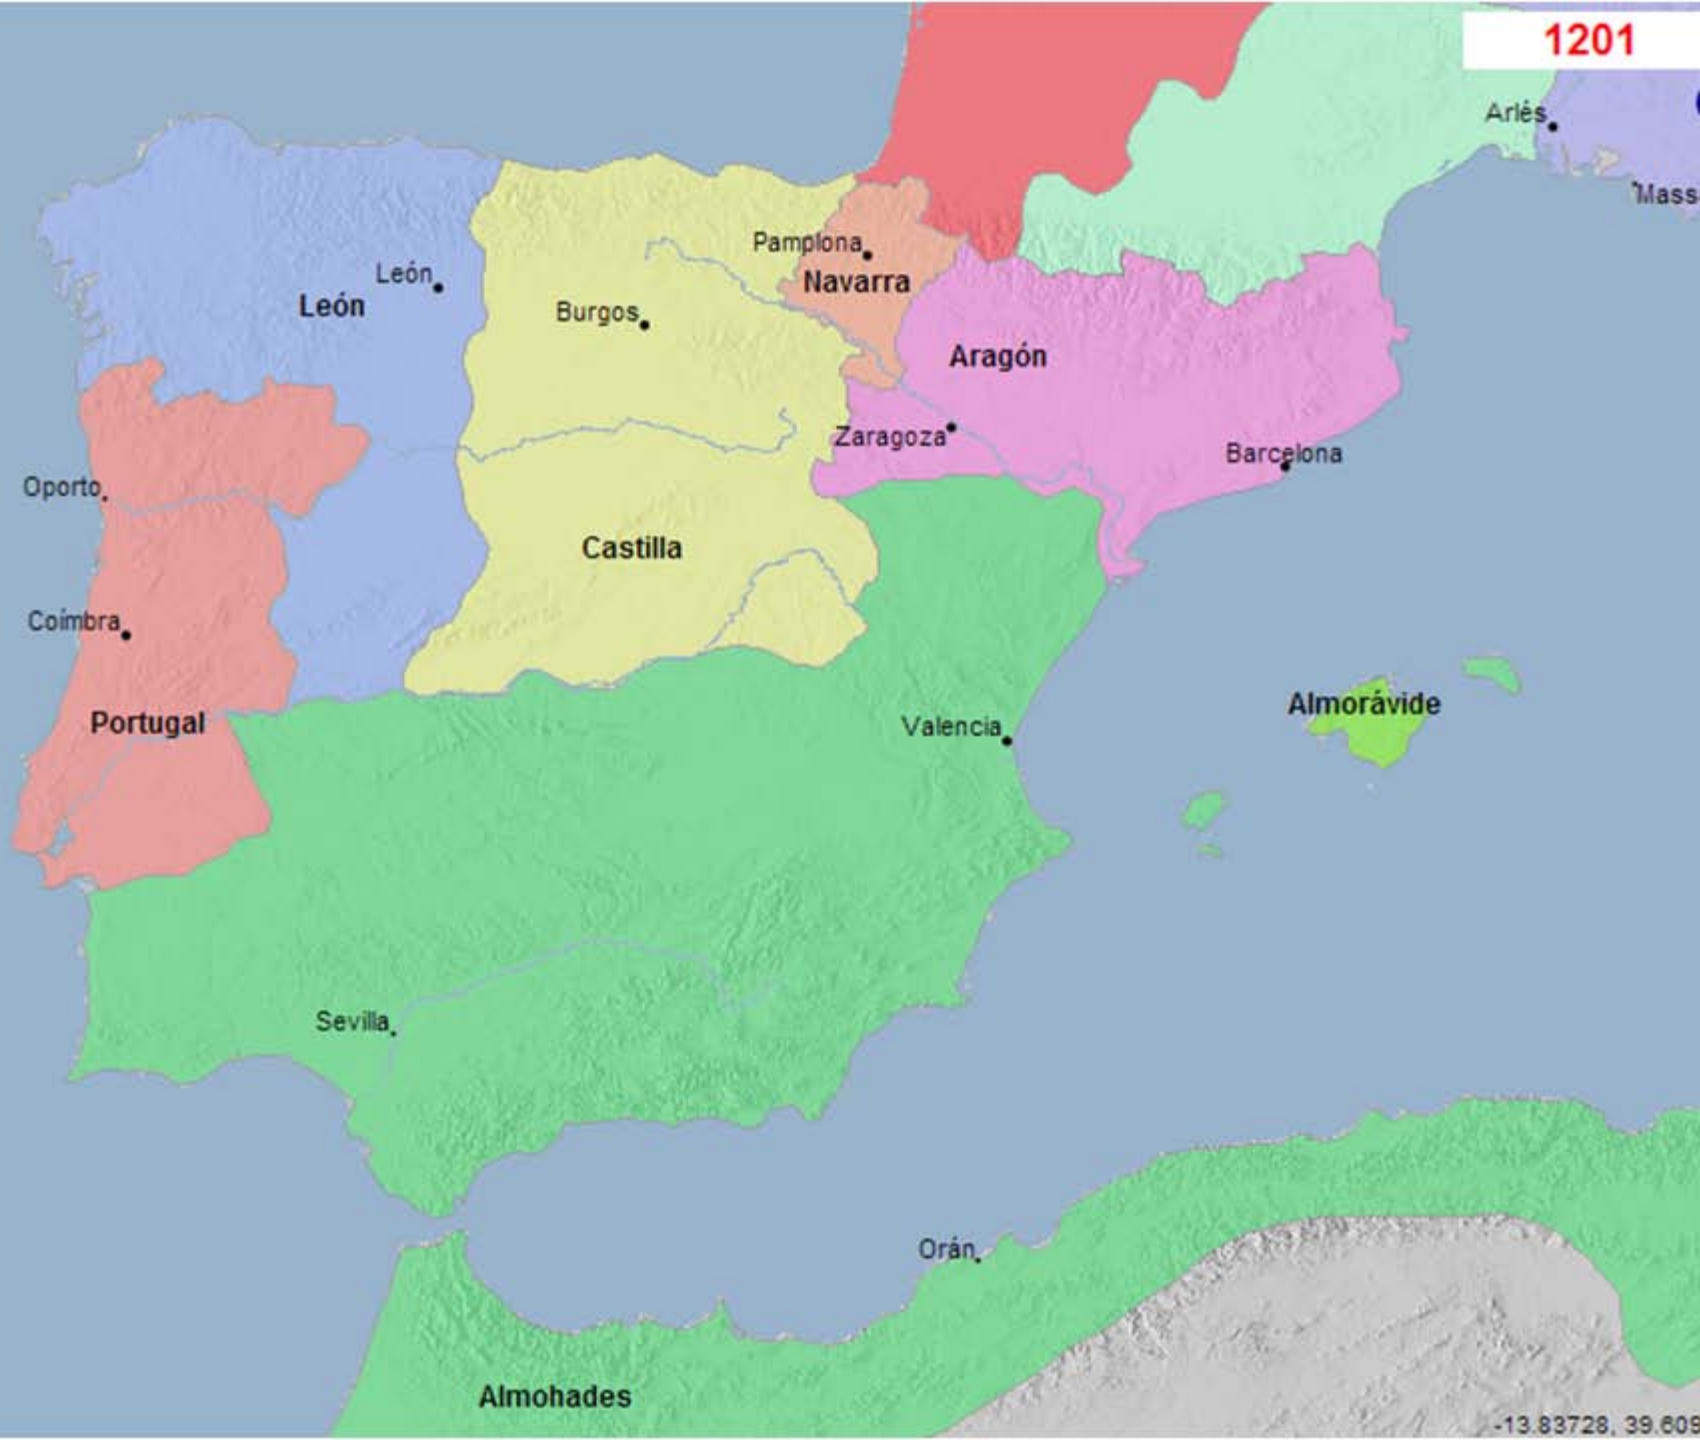 1201
Arlés
Mass
Pamplona
León
Navarra
León
Burgos
Aragón
Zaragoza
Barcelona
Oporto
Castilla
Coímbra
Almorávide
Portugal
Valencia
Sevilla
Orán
Almohades
-13.83728, 39.609